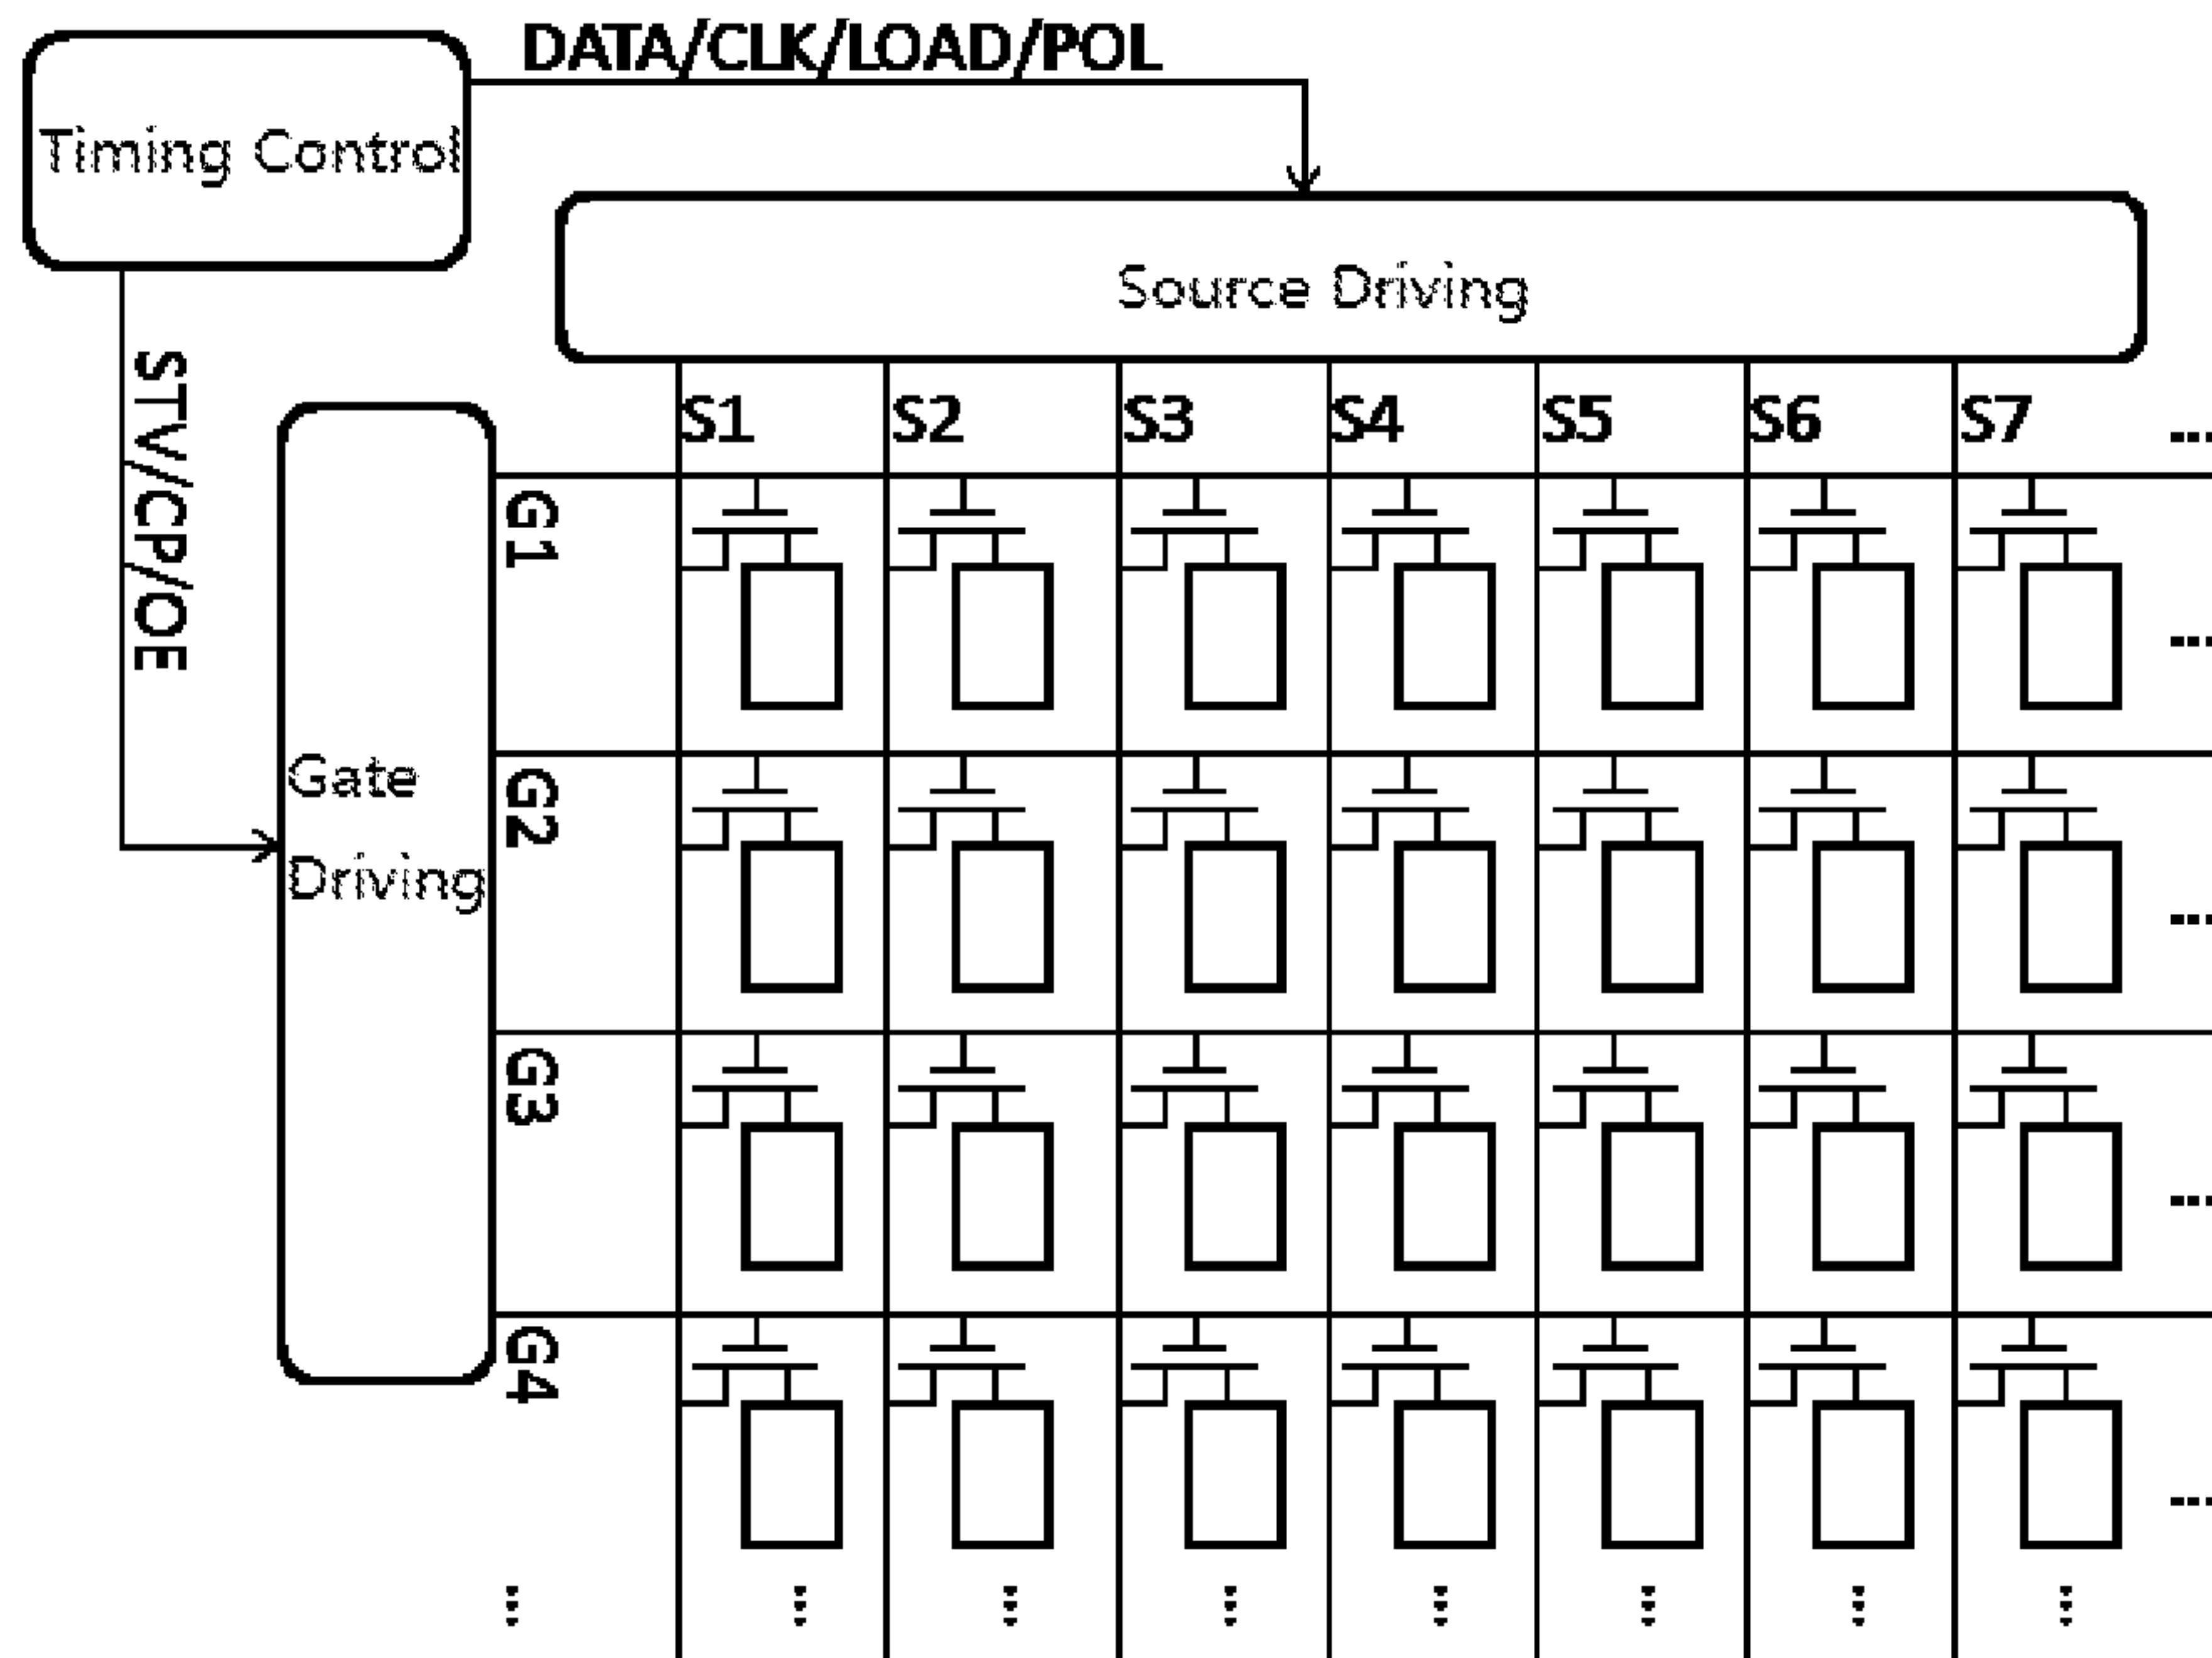 DATA/CLK/LOAD/POL
Timing Control
Source Driving
STV/CP/OE
S1 S2 S3 S4 S5 S6 S7 ...
G1
...
Gate
Driving
G2
...
G3
...
G4
...
... ... ... ... ... ... ... ...